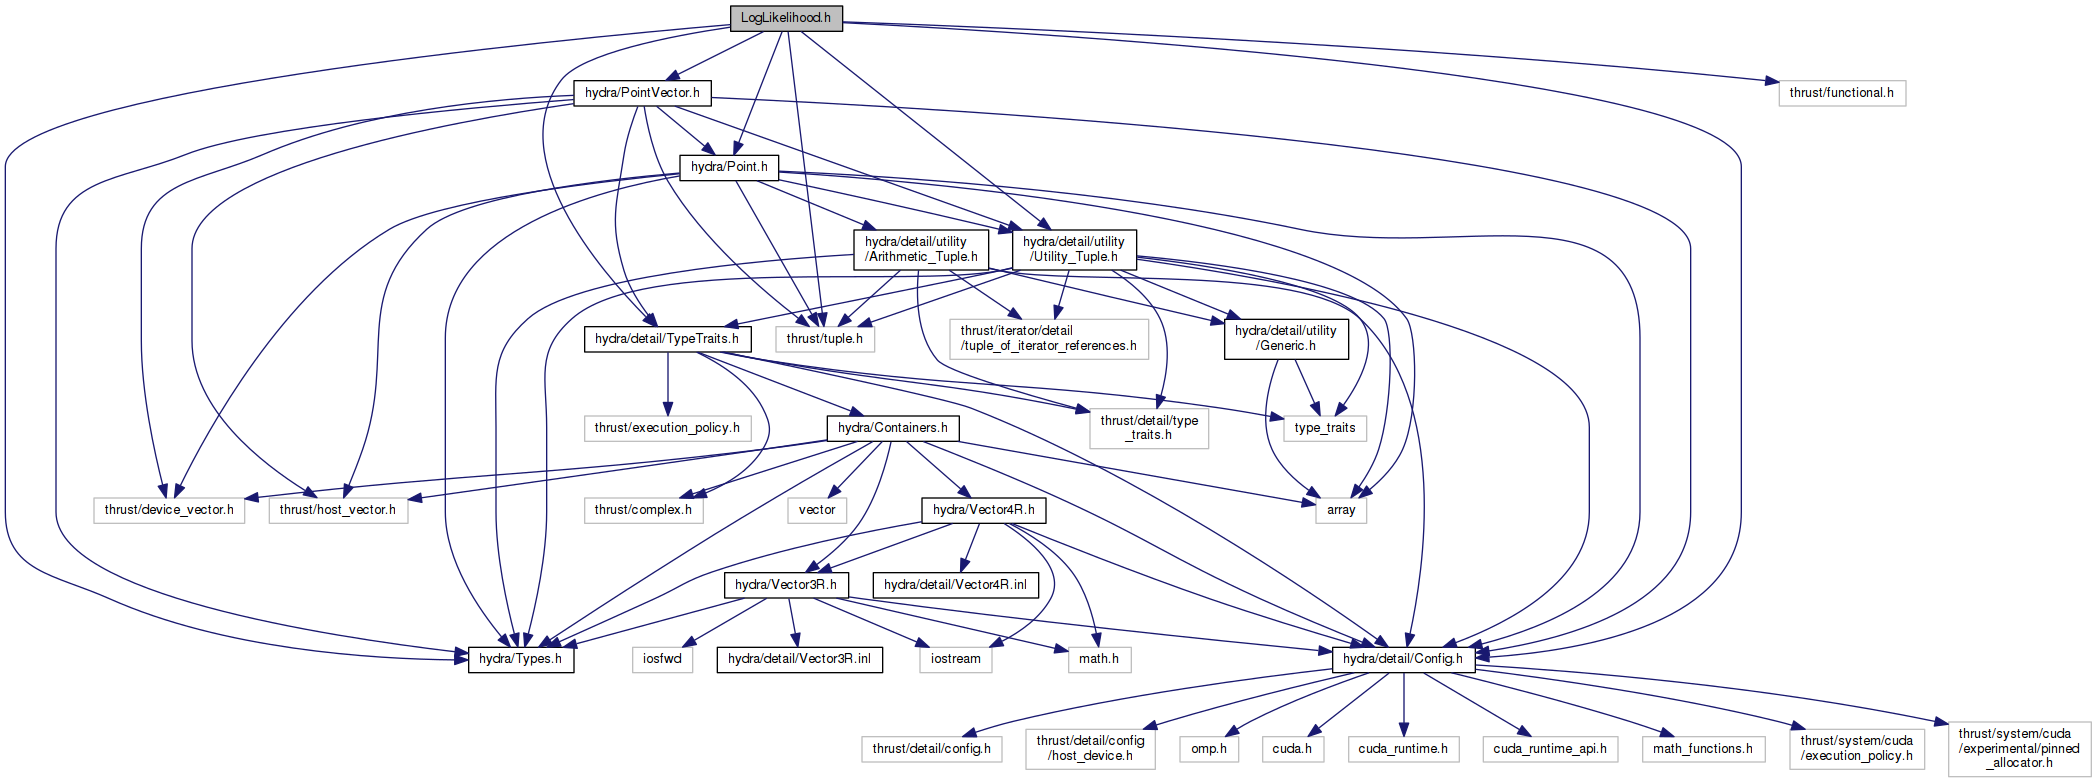 LogLikelihood.h
hydra/PointVector.h
thrust/functional.h
hydra/Point.h
hydra/detail/utility
/Arithmetic_Tuple.h
hydra/detail/utility
/Utility_Tuple.h
hydra/detail/TypeTraits.h
thrust/tuple.h
thrust/iterator/detail
/tuple_of_iterator_references.h
hydra/detail/utility
/Generic.h
thrust/execution_policy.h
hydra/Containers.h
thrust/detail/type
_traits.h
type_traits
thrust/device_vector.h
thrust/host_vector.h
thrust/complex.h
vector
hydra/Vector4R.h
array
hydra/Vector3R.h
hydra/detail/Vector4R.inl
hydra/Types.h
iosfwd
hydra/detail/Vector3R.inl
iostream
math.h
hydra/detail/Config.h
thrust/detail/config.h
thrust/detail/config
/host_device.h
omp.h
cuda.h
cuda_runtime.h
cuda_runtime_api.h
math_functions.h
thrust/system/cuda
/execution_policy.h
thrust/system/cuda
/experimental/pinned
_allocator.h